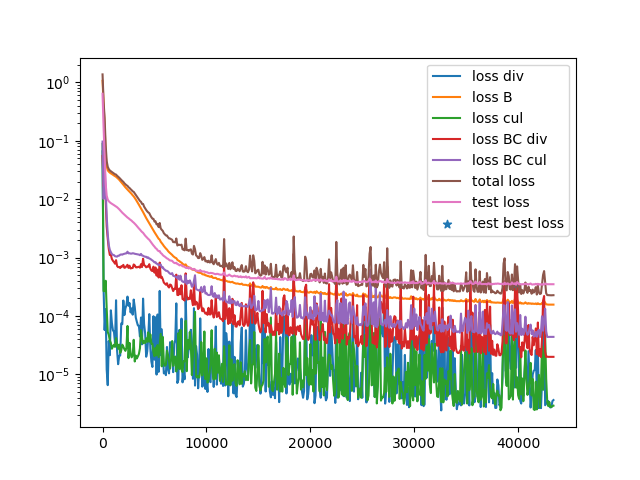 10⁰
10⁻¹
10⁻²
10⁻³
10⁻⁴
10⁻⁵
0
10000
20000
30000
40000
loss div
loss B
loss cul
loss BC div
loss BC cul
total loss
test loss
test best loss